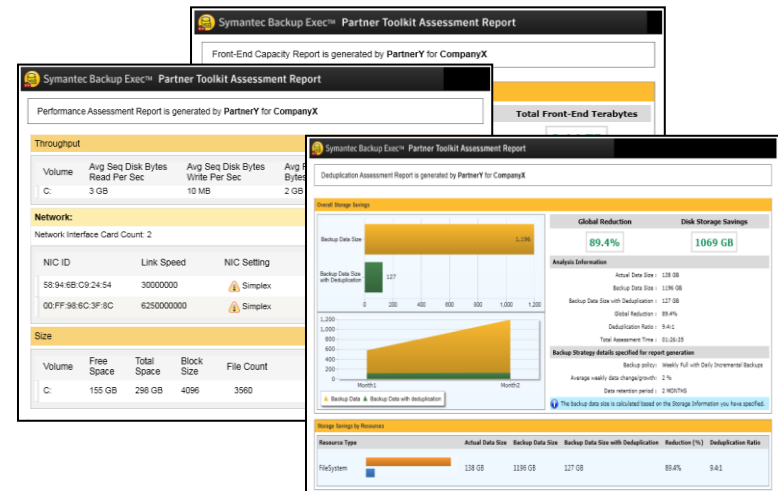 Symantec Backup Exec™ Partner Toolkit Assessment Report
Front-End Capacity Report is generated by PartnerY for CompanyX
Total Front-End Terabytes
Symantec Backup Exec™ Partner Toolkit Assessment Report
Performance Assessment Report is generated by PartnerY for CompanyX
Throughput
Volume Avg Seq Disk Bytes Read Per Sec Avg Seq Disk Bytes Write Per Sec Avg Bytes
C: 3 GB 10 MB 2 GB
Network:
Network Interface Card Count: 2
NIC ID Link Speed NIC Setting
58:94:6B:C9:24:54 30000000 Simplex
00:FF:98:6C:3F:8C 6250000000 Simplex
Size
Volume Free Space Total Space Block Size File Count
C: 155 GB 298 GB 4096 3560
Symantec Backup Exec™ Partner Toolkit Assessment Report
Deduplication Assessment Report is generated by PartnerY for CompanyX
Overall Storage Savings
Backup Data Size 1,196
Backup Data Size with Deduplication 127
0 200 400 600 800 1,000 1,200
1,200
1,000
800
600
400
200
0
Month1 Month2
Backup Data Backup Data with deduplication
Global Reduction Disk Storage Savings
89.4% 1069 GB
Analysis Information
Actual Data Size : 138 GB
Backup Data Size : 1196 GB
Backup Data Size with Deduplication : 127 GB
Global Reduction : 89.4%
Deduplication Ratio : 9.4:1
Total Assessment Time : 01:26:35
Backup Strategy details specified for report generation
Backup policy: Weekly Full with Daily Incremental Backups
Average weekly data change/growth: 2 %
Data retention period : 2 MONTHS
The backup data size is calculated based on the Storage Information you have specified.
Storage Savings by Resources
Resource Type Actual Data Size Backup Data Size Backup Data Size with Deduplication Reduction (%) Deduplication Ratio
FileSystem 138 GB 1196 GB 127 GB 89.4% 9.4:1